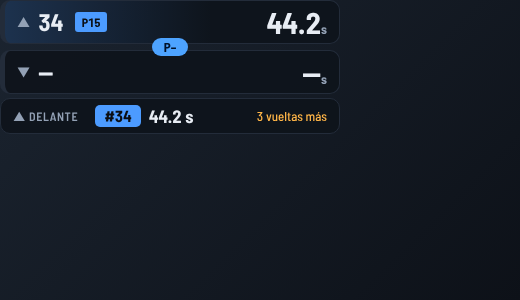 ▲ 34 P15 44.2s
P–
▼ – –s
▲ DELANTE #34 44.2 s 3 vueltas más